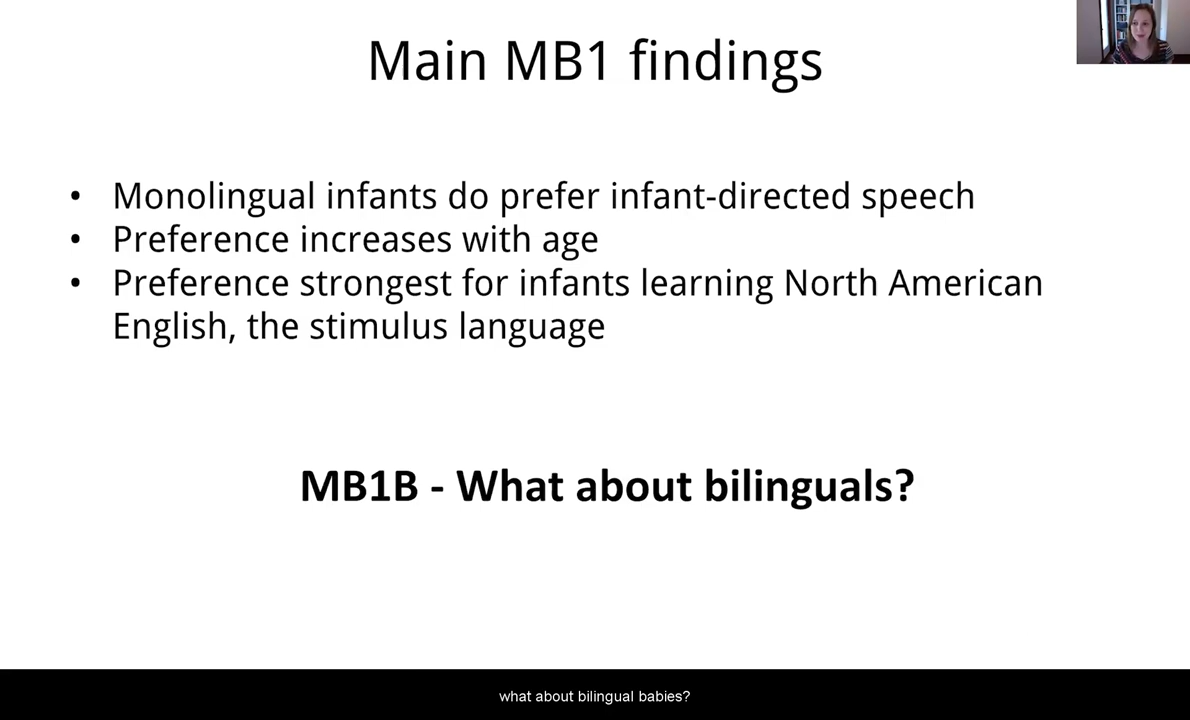 Main MB1 findings
• Monolingual infants do prefer infant-directed speech
• Preference increases with age
• Preference strongest for infants learning North American
English, the stimulus language
MB1B - What about bilinguals?
what about bilingual babies?